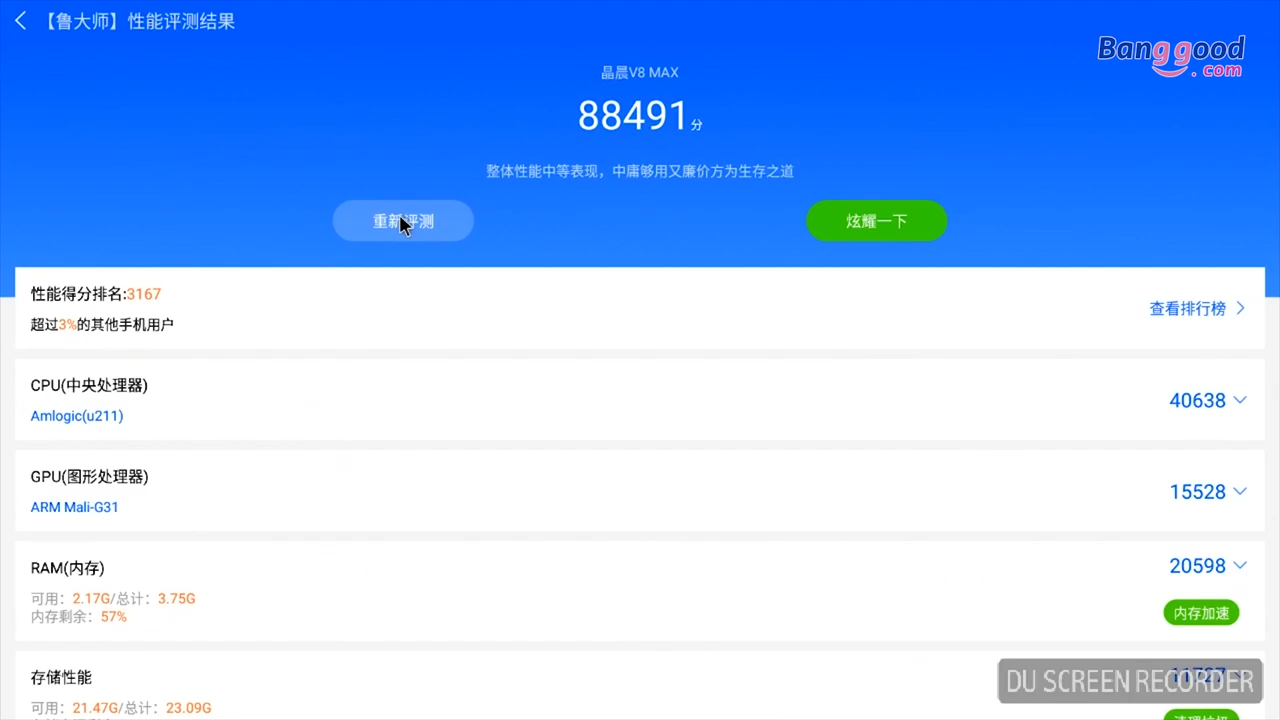 【鲁大师】性能评测结果
Banggood
.com
晶晨V8 MAX
88491分
整体性能中等表现，中庸够用又廉价方为生存之道
重新评测
炫耀一下
性能得分排名:3167
超过3%的其他手机用户
查看排行榜
CPU(中央处理器)
Amlogic(u211)
40638
GPU(图形处理器)
ARM Mali-G31
15528
RAM(内存)
可用：2.17G/总计：3.75G
内存剩余：57%
20598
内存加速
存储性能
可用：21.47G/总计：23.09G
11727
DU SCREEN RECORDER